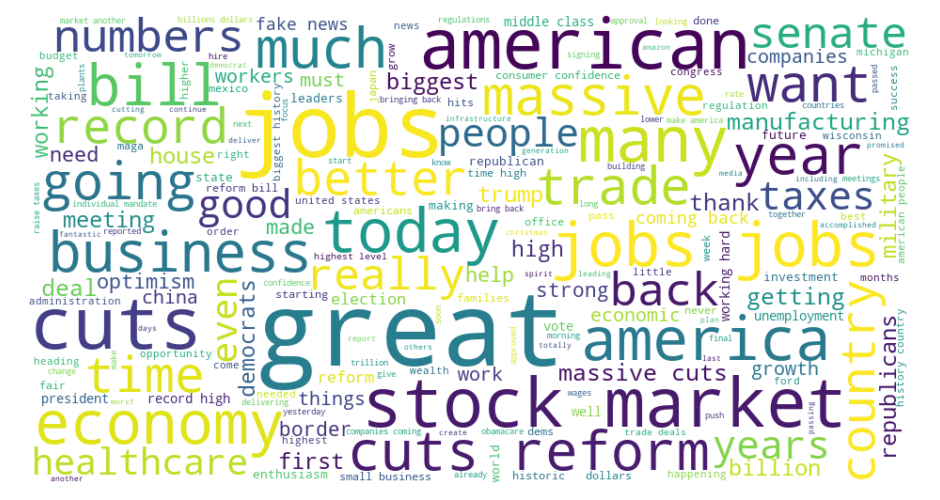 numbers
fake news
news
middle class
much
american
senate
market another
billions dollars
regulations
approval
looking
done
companies
michigan
budget
tomorrow
hire
democrat
grow
bill
workers
mexico
higher
must
biggest
consumer confidence
signing
amazon
congress
want
passed
success
working
taking
plants
cutting
continue
jobs
focus
leaders
japan
bringing back
hits
massive
regulation
rate
countries
manufacturing
record
next
deliver
biggest history
people
infrastructure
lower
make america
many
future
wisconsin
promised
need
maga
house
right
start
better
know
republican
time high
generation
building
media
year
including meetings
military
going
state
reform bill
good
united states
trump
making
bring back
long
trade
thank
taxes
together
best
accomplished
american people
raise taxes
individual mandate
meeting
fantastic
reported
order
made
today
americans
office
pass
coming back
business
highest level
really
high
christmas
spirit
leading
jobs
jobs
week
working hard
deal
optimism
china
administration
even
democrats
confidence
starting
election
help
families
strong
little
back
investment
months
getting
unemployment
cuts
days
great
soon
economic
never
plan
america
country
republicans
history country
heading
change
opportunity
make
come
report
others
approved
vote
morning
totally
final
last
growth
ford
time
fair
president
worst
record high
needed
delivering
reform
trillion
give
wealth
work
massive cuts
wages
economy
yesterday
things
border
stock market
well
push
passing
healthcare
another
first
highest
companies coming
create
cuts reform
obamacare
dems
trade deals
years
enthusiasm
small business
already
world
historic
dollars
happening
billion